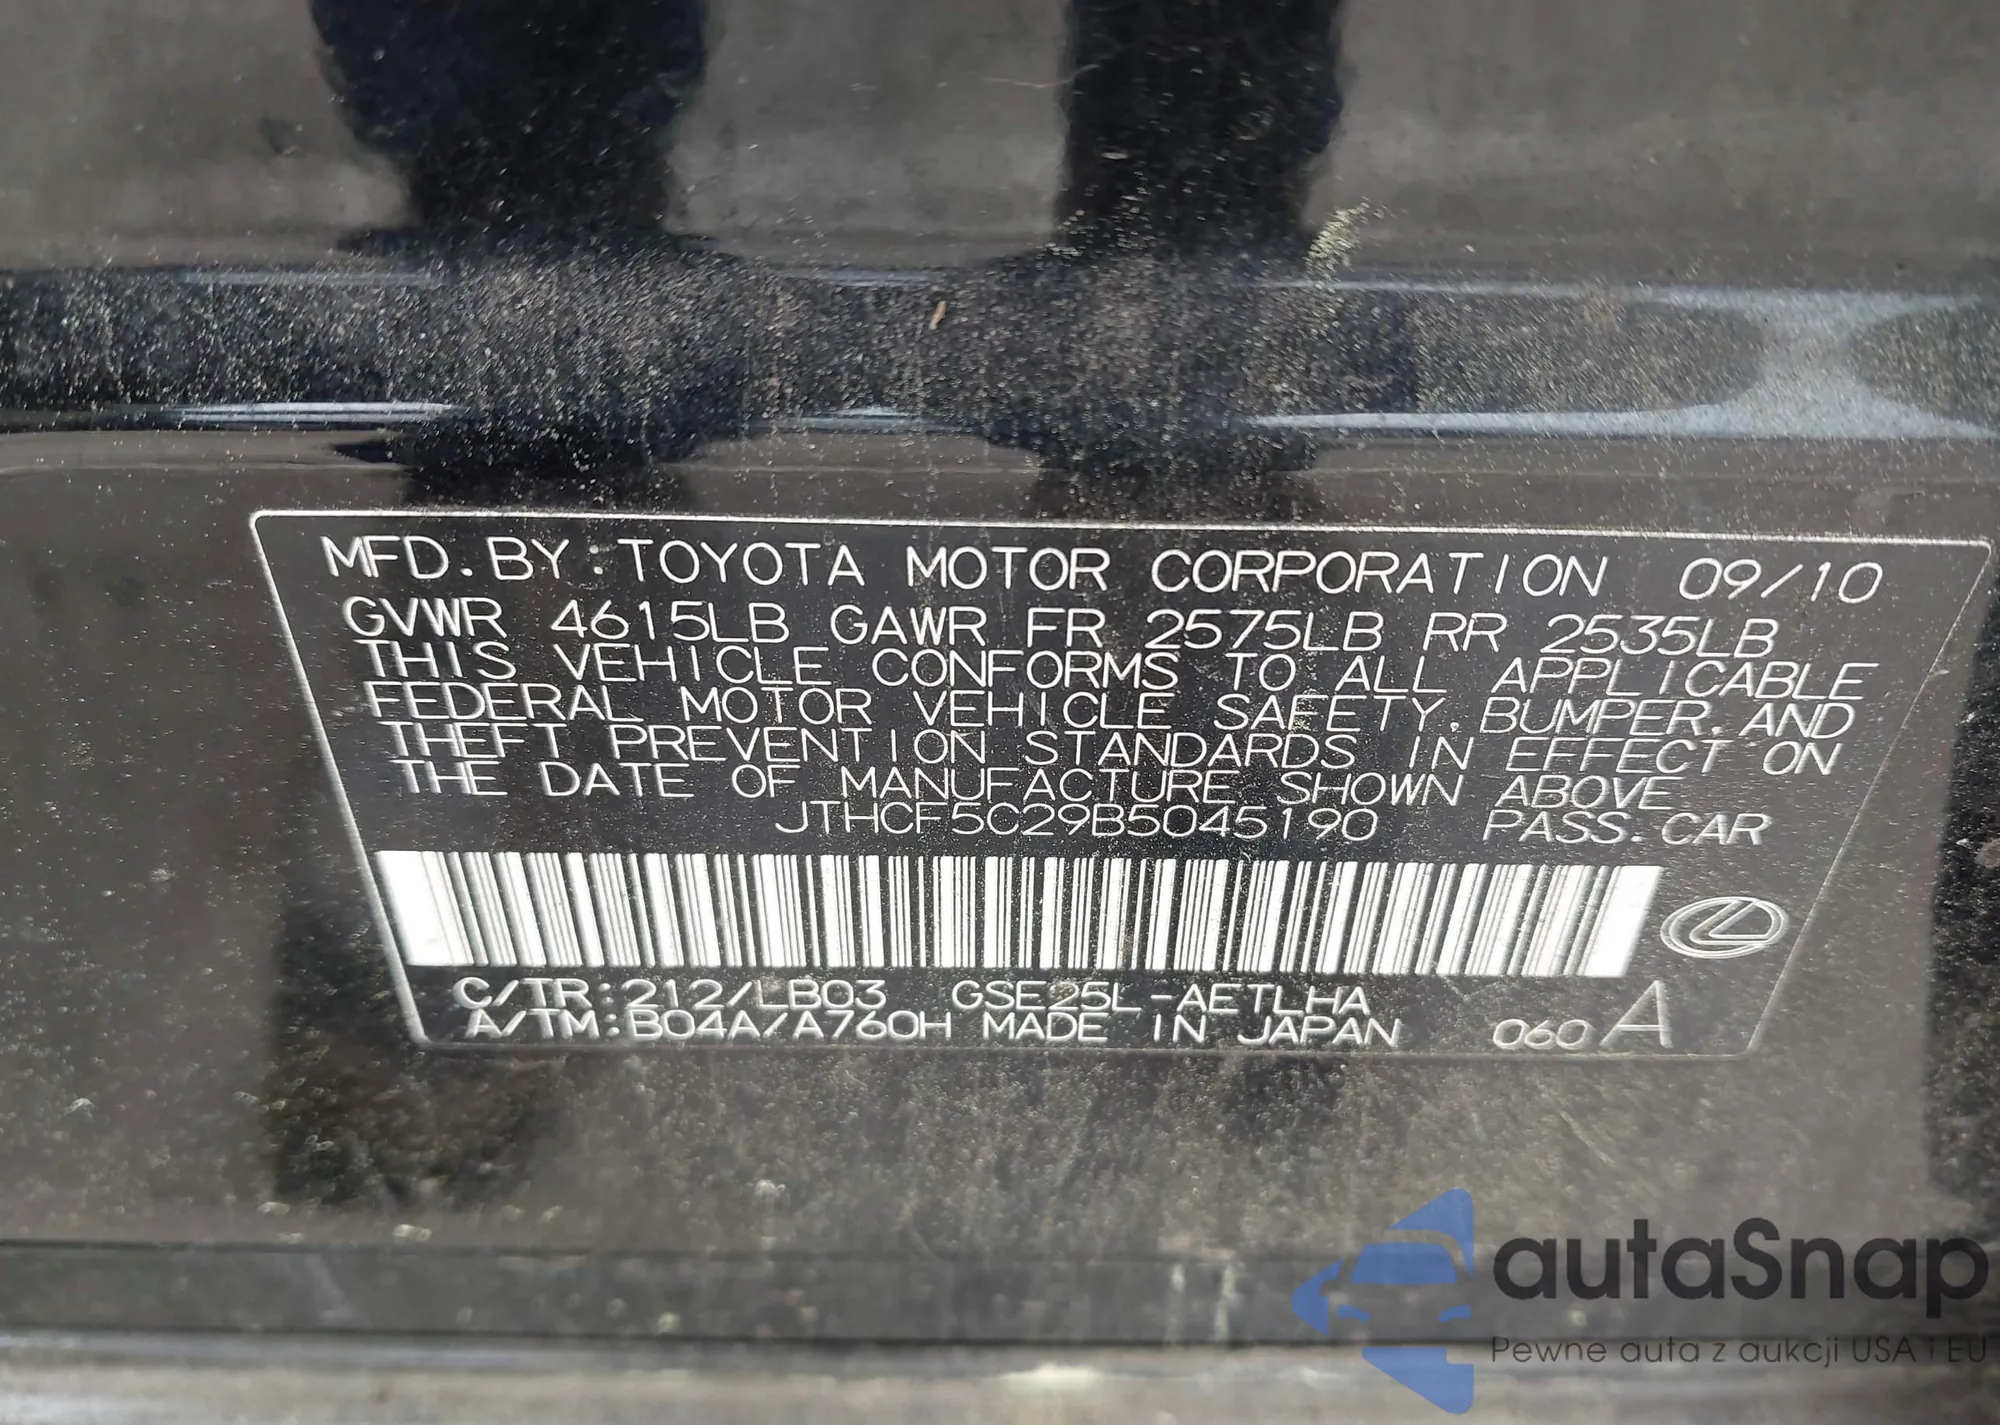 MFD. BY. TOYOTA MOTOR CORPORATION 09/10
GVWR 4615LB GAWR FR 2575LB RR 2535LB
THIS VEHICLE CONFORMS TO ALL APPLICABLE
FEDERAL MOTOR VEHICLE SAFETY, BUMPER, AND
THEFT PREVENTION STANDARDS IN EFFECT ON
THE DATE OF MANUFACTURE SHOWN ABOVE
JTHCF5C29B5045190 PASS. CAR
C/TR:212/LB03 GSE25L-AETLHA
A/TM:B04A/A760H MADE IN JAPAN 060 A
autaSnap
Pewne auta z aukcji USA i EU